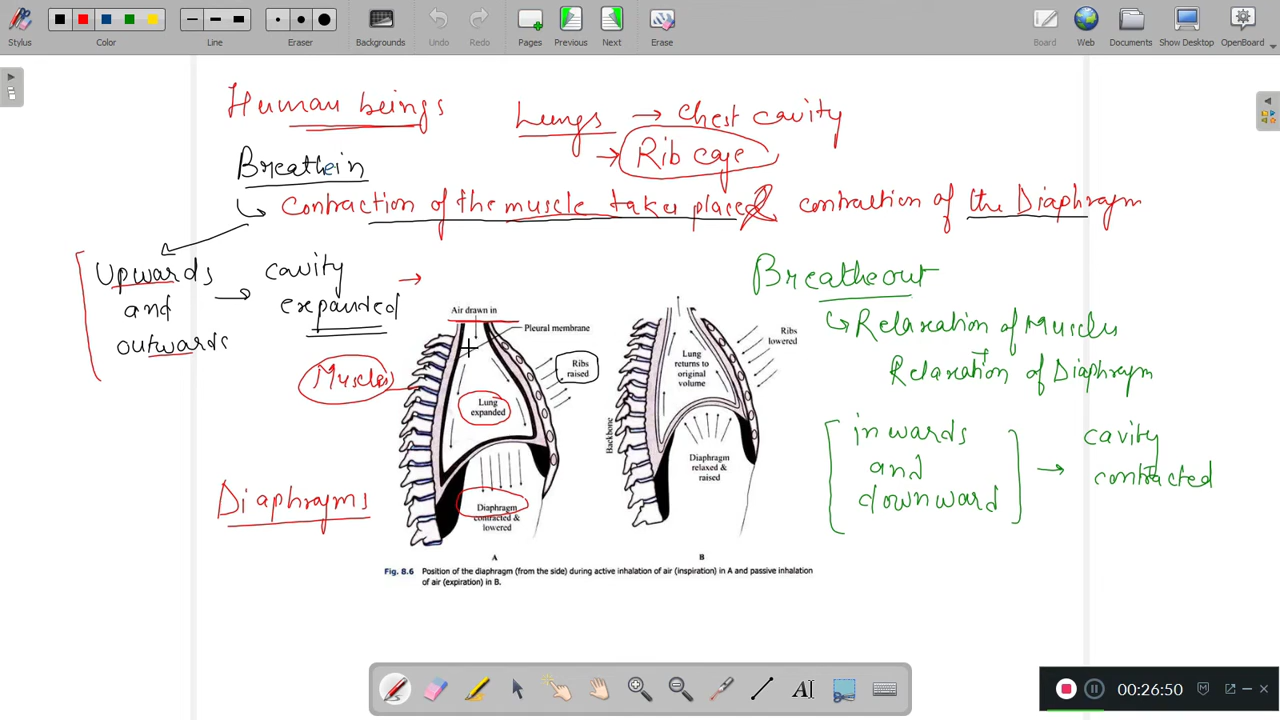 Stylus
Color
Line
Eraser
Backgrounds
Undo
Redo
Pages
Previous
Next
Erase
Board
Web
Documents
Show Desktop
OpenBoard
Human beings
Lungs → Chest cavity
→ Rib cage
Breathein
Contraction of the muscle takes place & contraction of the Diaphragm
Upwards
and
outwards
→ cavity
expanded →
Breatheout
Relaxation of Muscles
+
Relaxation of Diaphragm
inwards
and
downward
→ cavity
contracted
Muscles
Diaphragms
Air drawn in
Pleural membrane
Ribs
raised
Lung
expanded
Diaphragm
contracted &
lowered
A
Ribs
lowered
Lung
returns to
original
volume
Backbone
Diaphragm
relaxed &
raised
B
Fig. 8.6 Position of the diaphragm (from the side) during active inhalation of air (inspiration) in A and passive inhalation
of air (expiration) in B.
00:26:50